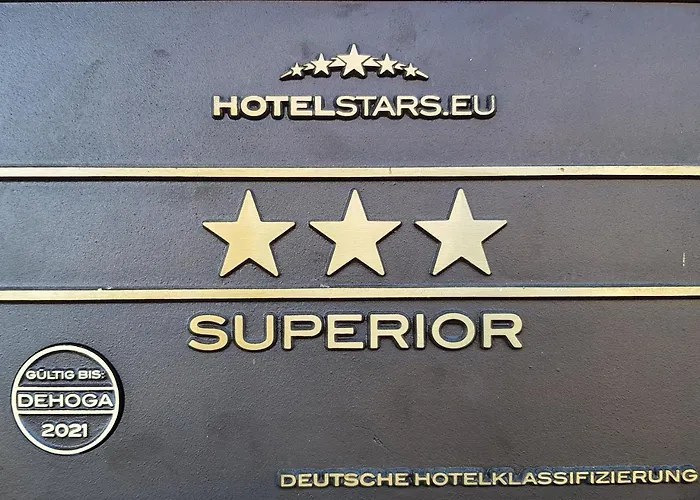 HOTELSTARS.EU
SUPERIOR
GÜLTIG BIS:
DEHOGA
2021
DEUTSCHE HOTELKLASSIFIZIERUNG